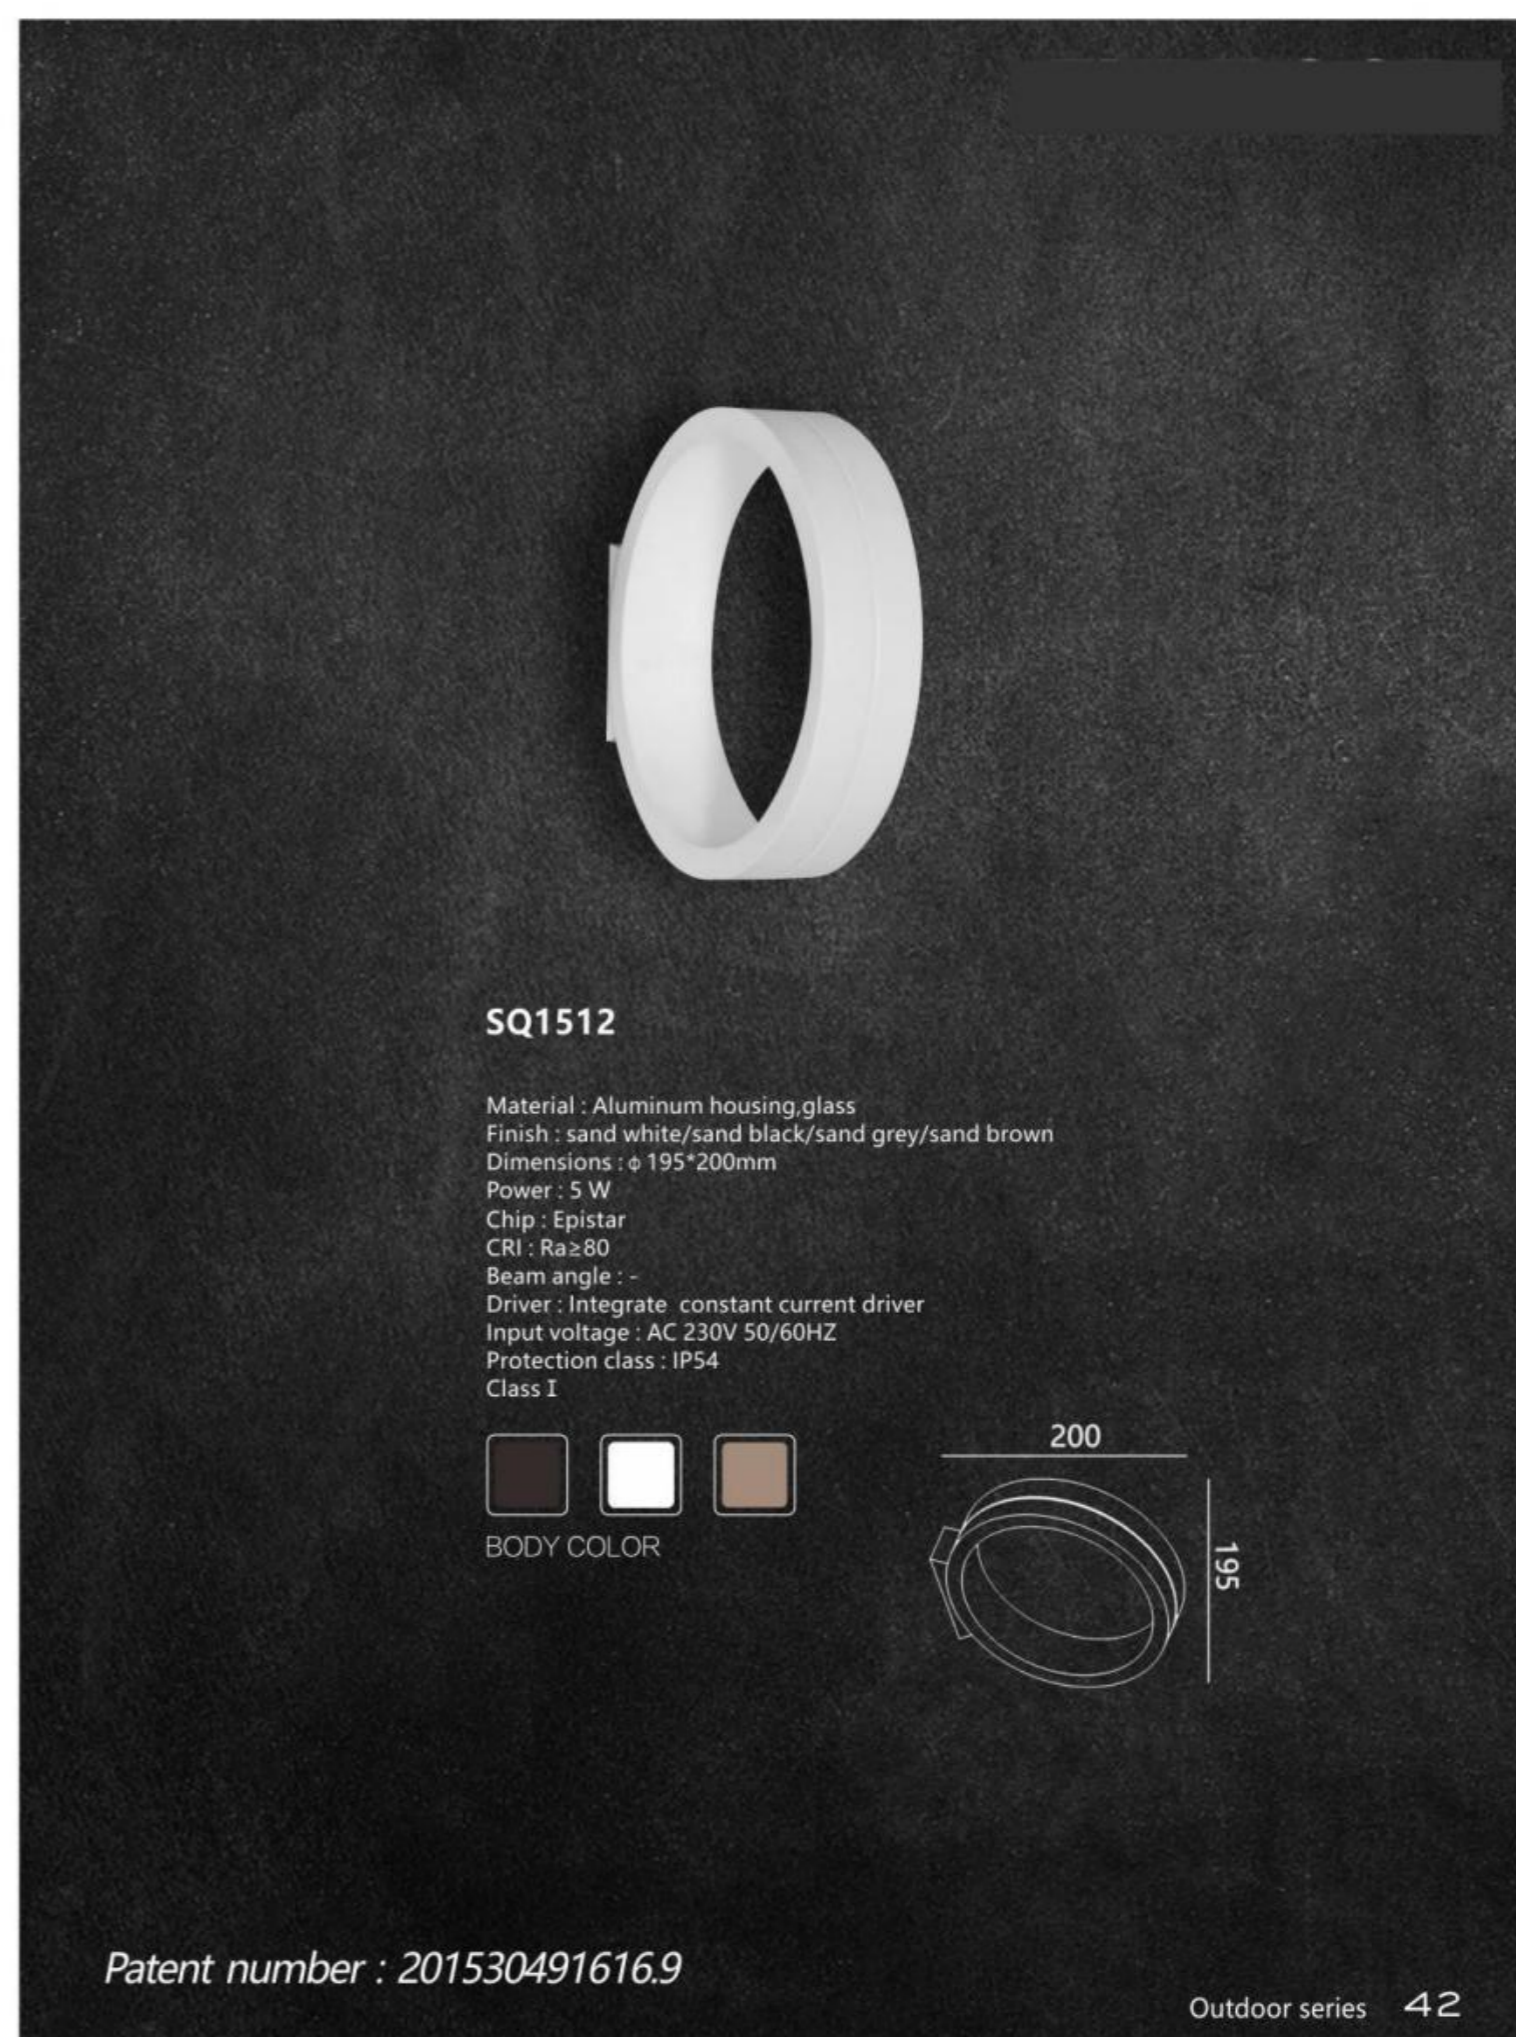 SQ1512
Material : Aluminum housing,glass
Finish : sand white/sand black/sand grey/sand brown
Dimensions : φ 195*200mm
Power : 5 W
Chip : Epistar
CRI : Ra≥80
Beam angle : -
Driver : Integrate  constant current driver
Input voltage : AC 230V 50/60HZ
Protection class : IP54
Class I
BODY COLOR
200
195
Patent number : 201530491616.9
Outdoor series 42